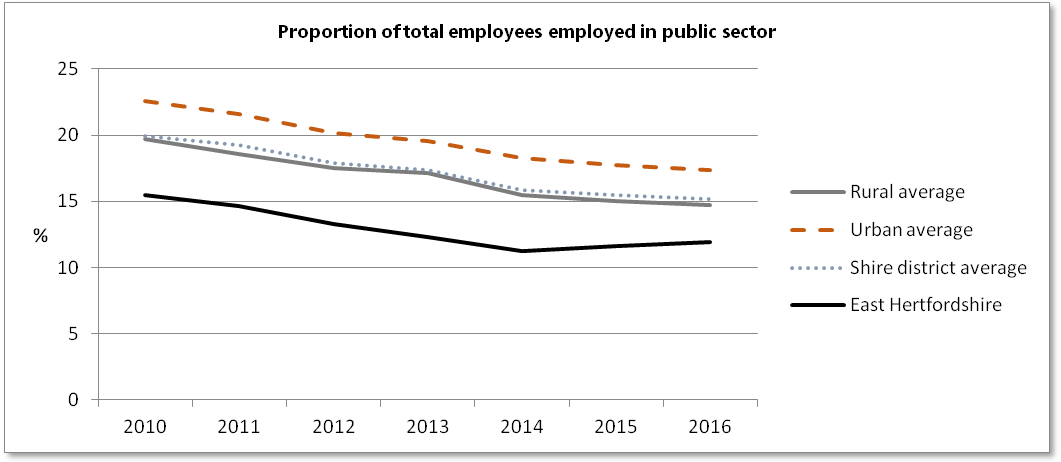 Proportion of total employees employed in public sector
25
20
15
10
5
0
%
2010 2011 2012 2013 2014 2015 2016
Rural average
Urban average
Shire district average
East Hertfordshire